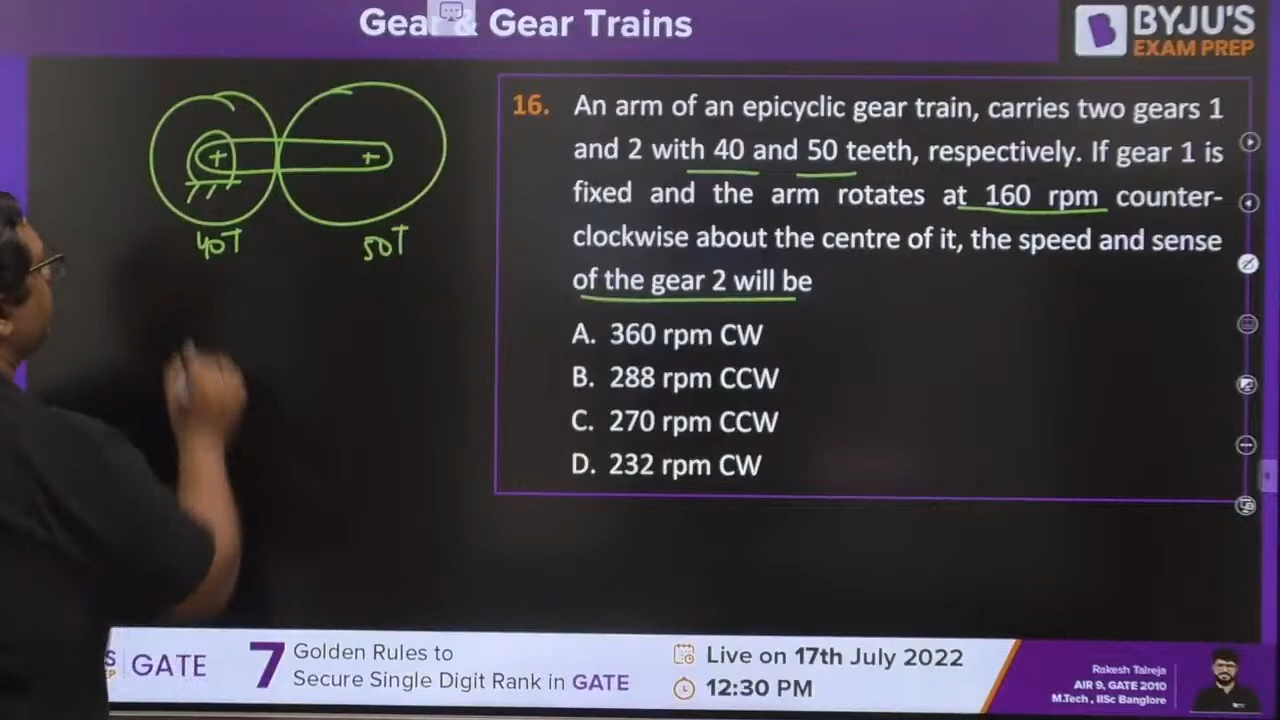 Gear & Gear Trains
BYJU'S
EXAM PREP
16. An arm of an epicyclic gear train, carries two gears 1
and 2 with 40 and 50 teeth, respectively. If gear 1 is
fixed and the arm rotates at 160 rpm counter-
clockwise about the centre of it, the speed and sense
of the gear 2 will be
A. 360 rpm CW
B. 288 rpm CCW
C. 270 rpm CCW
D. 232 rpm CW
40T
50T
GATE
7 Golden Rules to
Secure Single Digit Rank in GATE
Live on 17th July 2022
12:30 PM
Rakesh Talreja
AIR 9, GATE 2010
M.Tech, IISc Banglore